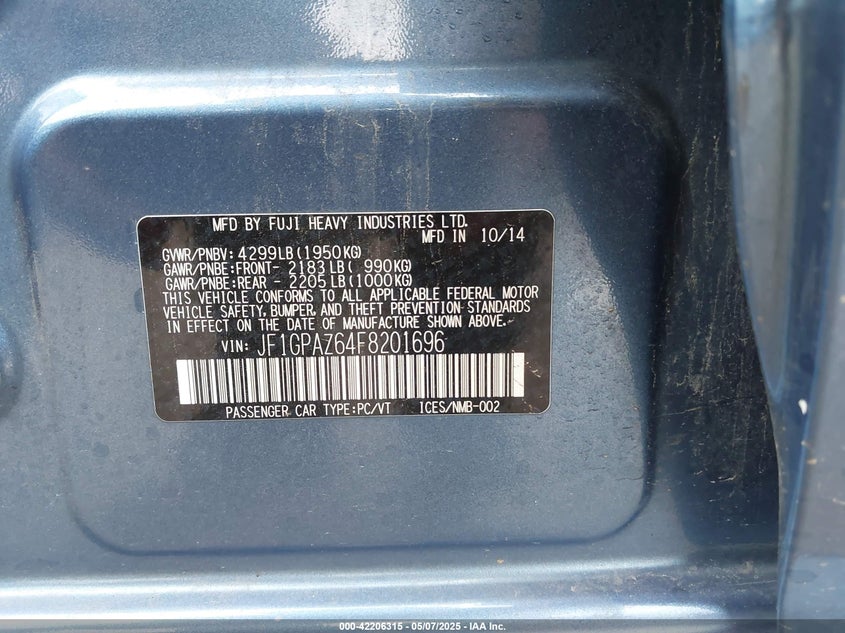 MFD BY FUJI HEAVY INDUSTRIES LTD.
MFD IN 10/14
GVWR/PNBV: 4299LB(1950KG)
GAWR/PNBE:FRONT- 2183LB( 990KG)
GAWR/PNBE:REAR - 2205LB(1000KG)
THIS VEHICLE CONFORMS TO ALL APPLICABLE FEDERAL MOTOR
VEHICLE SAFETY, BUMPER, AND THEFT PREVENTION STANDARDS
IN EFFECT ON THE DATE OF MANUFACTURE SHOWN ABOVE.
VIN: JF1GPAZ64F8201696
PASSENGER CAR TYPE:PC/VT ICES/NMB-002
000-42206315 - 05/07/2025 - IAA Inc.